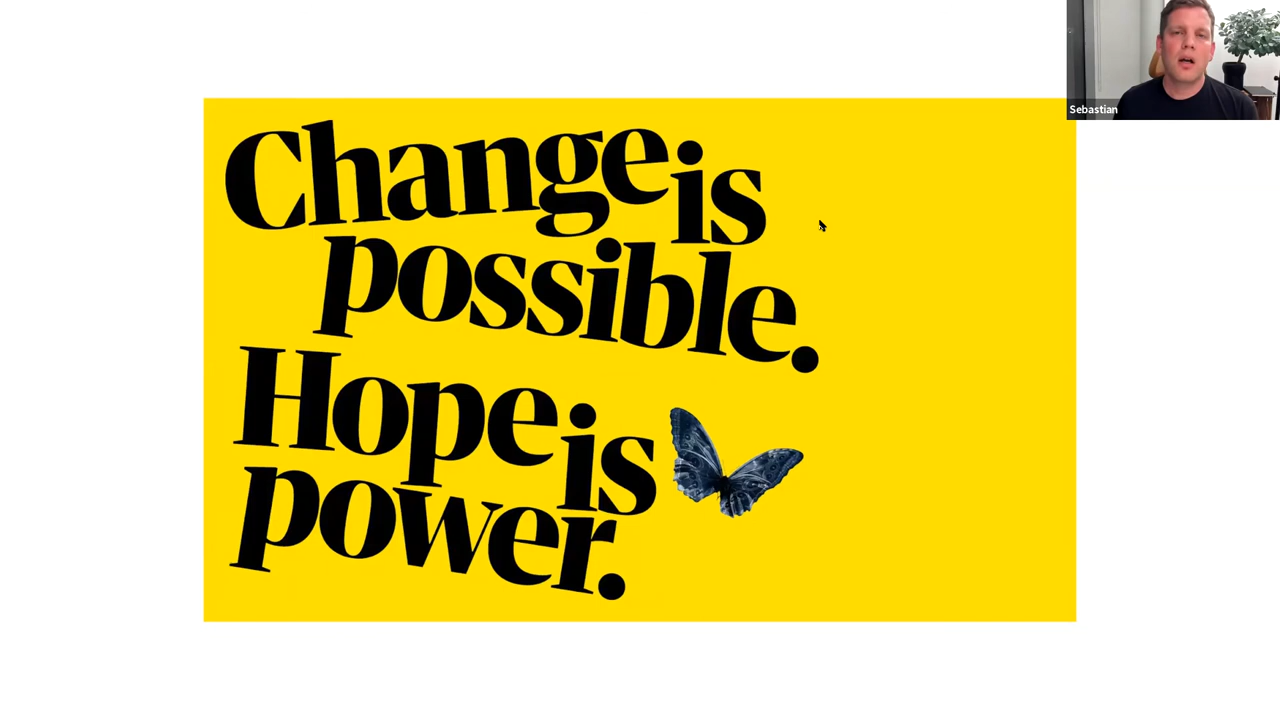 Change is
possible.
Hope is
power.
Sebastian